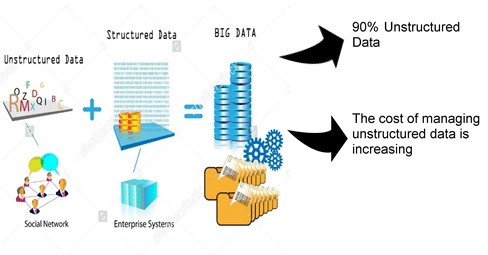 Unstructured Data
Structured Data
BIG DATA
Social Network
Enterprise Systems
90% Unstructured
Data
The cost of managing
unstructured data is
increasing